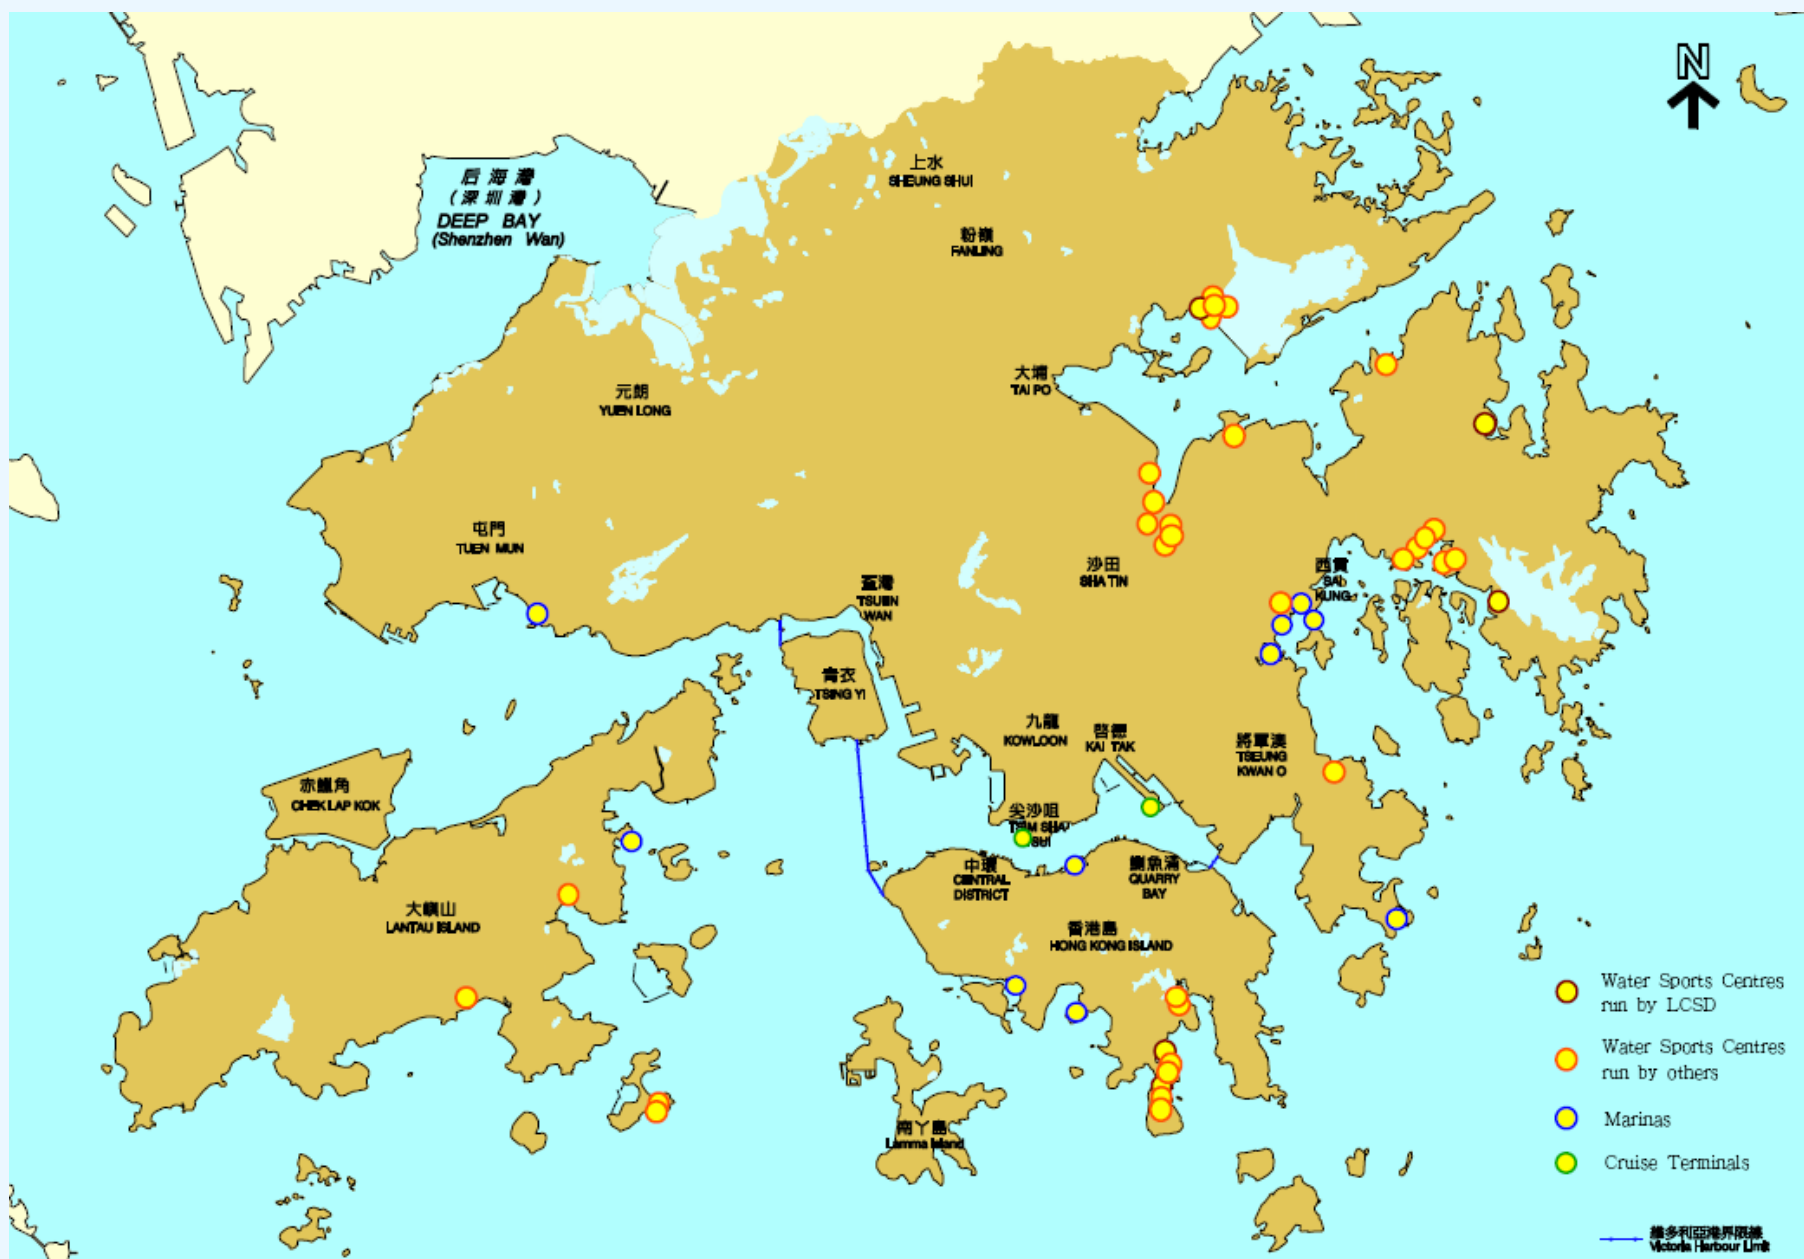 N
上水
SHEUNG SHUI
后海灣
(深圳灣)
DEEP BAY
(Shenzhen Wan)
粉嶺
FANLING
大埔
TAI PO
元朗
YUEN LONG
屯門
TUEN MUN
沙田
SHA TIN
西貢
SAI
KUNG
荃灣
TSUEN
WAN
青衣
TSING YI
九龍
KOWLOON
啓德
KAI TAK
將軍澳
TSEUNG
KWAN O
赤鱲角
CHEK LAP KOK
尖沙咀
TSIM SHA
SUI
中環
CENTRAL
DISTRICT
鰂魚涌
QUARRY
BAY
大嶼山
LANTAU ISLAND
香港島
HONG KONG ISLAND
南丫島
Lamma Island
Water Sports Centres
run by LCSD
Water Sports Centres
run by others
Marinas
Cruise Terminals
維多利亞港界限線
Victoria Harbour Limit